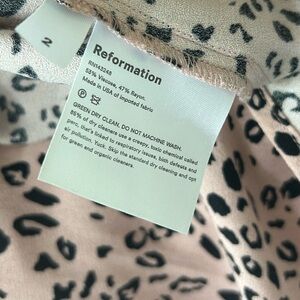 2
Reformation
RN143248
53% Viscose, 47% Rayon.
Made in USA of imported fabric
P
GREEN DRY CLEAN. DO NOT MACHINE WASH.
85% of dry cleaners use a creepy, toxic chemical called
perc, that's linked to respiratory issues, birth defects and
air pollution. Yuck. Skip the standard dry cleaning and opt
for green and organic cleaners.